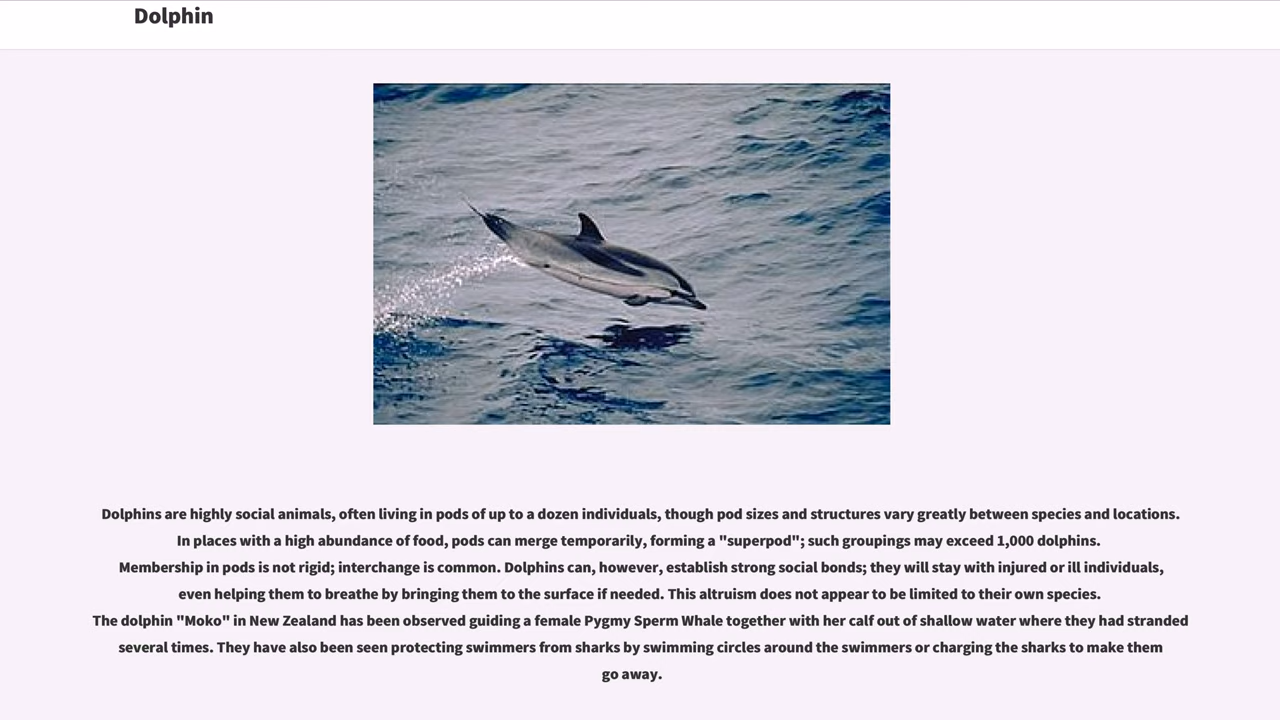 Dolphin
Dolphins are highly social animals, often living in pods of up to a dozen individuals, though pod sizes and structures vary greatly between species and locations.
In places with a high abundance of food, pods can merge temporarily, forming a "superpod"; such groupings may exceed 1,000 dolphins.
Membership in pods is not rigid; interchange is common. Dolphins can, however, establish strong social bonds; they will stay with injured or ill individuals,
even helping them to breathe by bringing them to the surface if needed. This altruism does not appear to be limited to their own species.
The dolphin "Moko" in New Zealand has been observed guiding a female Pygmy Sperm Whale together with her calf out of shallow water where they had stranded
several times. They have also been seen protecting swimmers from sharks by swimming circles around the swimmers or charging the sharks to make them
go away.